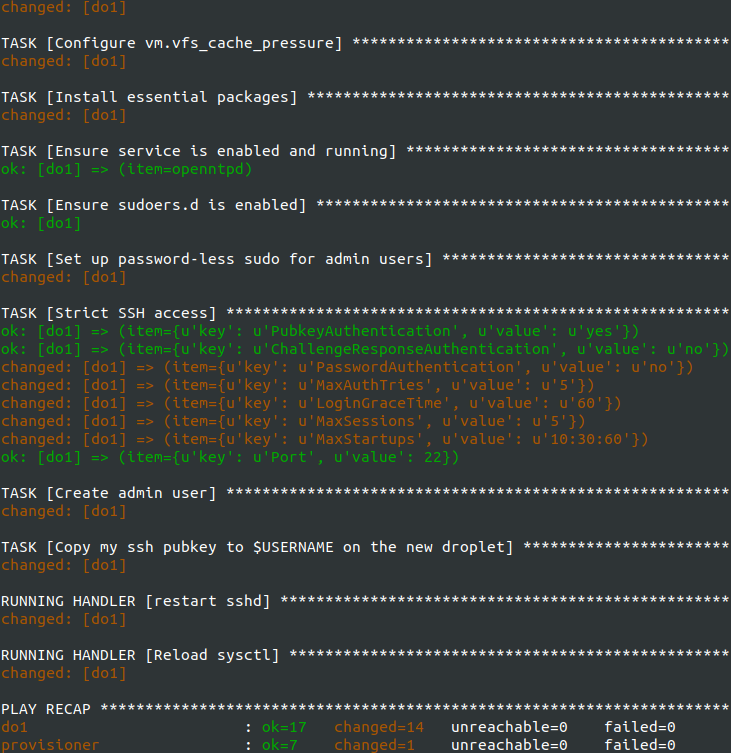 changed: [do1]
TASK [Configure vm.vfs_cache_pressure] ******************************************
changed: [do1]
TASK [Install essential packages] ***********************************************
changed: [do1]
TASK [Ensure service is enabled and running] ************************************
ok: [do1] => (item=openntpd)
TASK [Ensure sudoers.d is enabled] **********************************************
ok: [do1]
TASK [Set up password-less sudo for admin users] ********************************
changed: [do1]
TASK [Strict SSH access] ********************************************************
ok: [do1] => (item={u'key': u'PubkeyAuthentication', u'value': u'yes'})
ok: [do1] => (item={u'key': u'ChallengeResponseAuthentication', u'value': u'no'})
changed: [do1] => (item={u'key': u'PasswordAuthentication', u'value': u'no'})
changed: [do1] => (item={u'key': u'MaxAuthTries', u'value': u'5'})
changed: [do1] => (item={u'key': u'LoginGraceTime', u'value': u'60'})
changed: [do1] => (item={u'key': u'MaxSessions', u'value': u'5'})
changed: [do1] => (item={u'key': u'MaxStartups', u'value': u'10:30:60'})
ok: [do1] => (item={u'key': u'Port', u'value': 22})
TASK [Create admin user] ********************************************************
changed: [do1]
TASK [Copy my ssh pubkey to $USERNAME on the new droplet] ***********************
changed: [do1]
RUNNING HANDLER [restart sshd] **************************************************
changed: [do1]
RUNNING HANDLER [Reload sysctl] *************************************************
changed: [do1]
PLAY RECAP **********************************************************************
do1 : ok=17 changed=14 unreachable=0 failed=0
provisioner : ok=7 changed=1 unreachable=0 failed=0